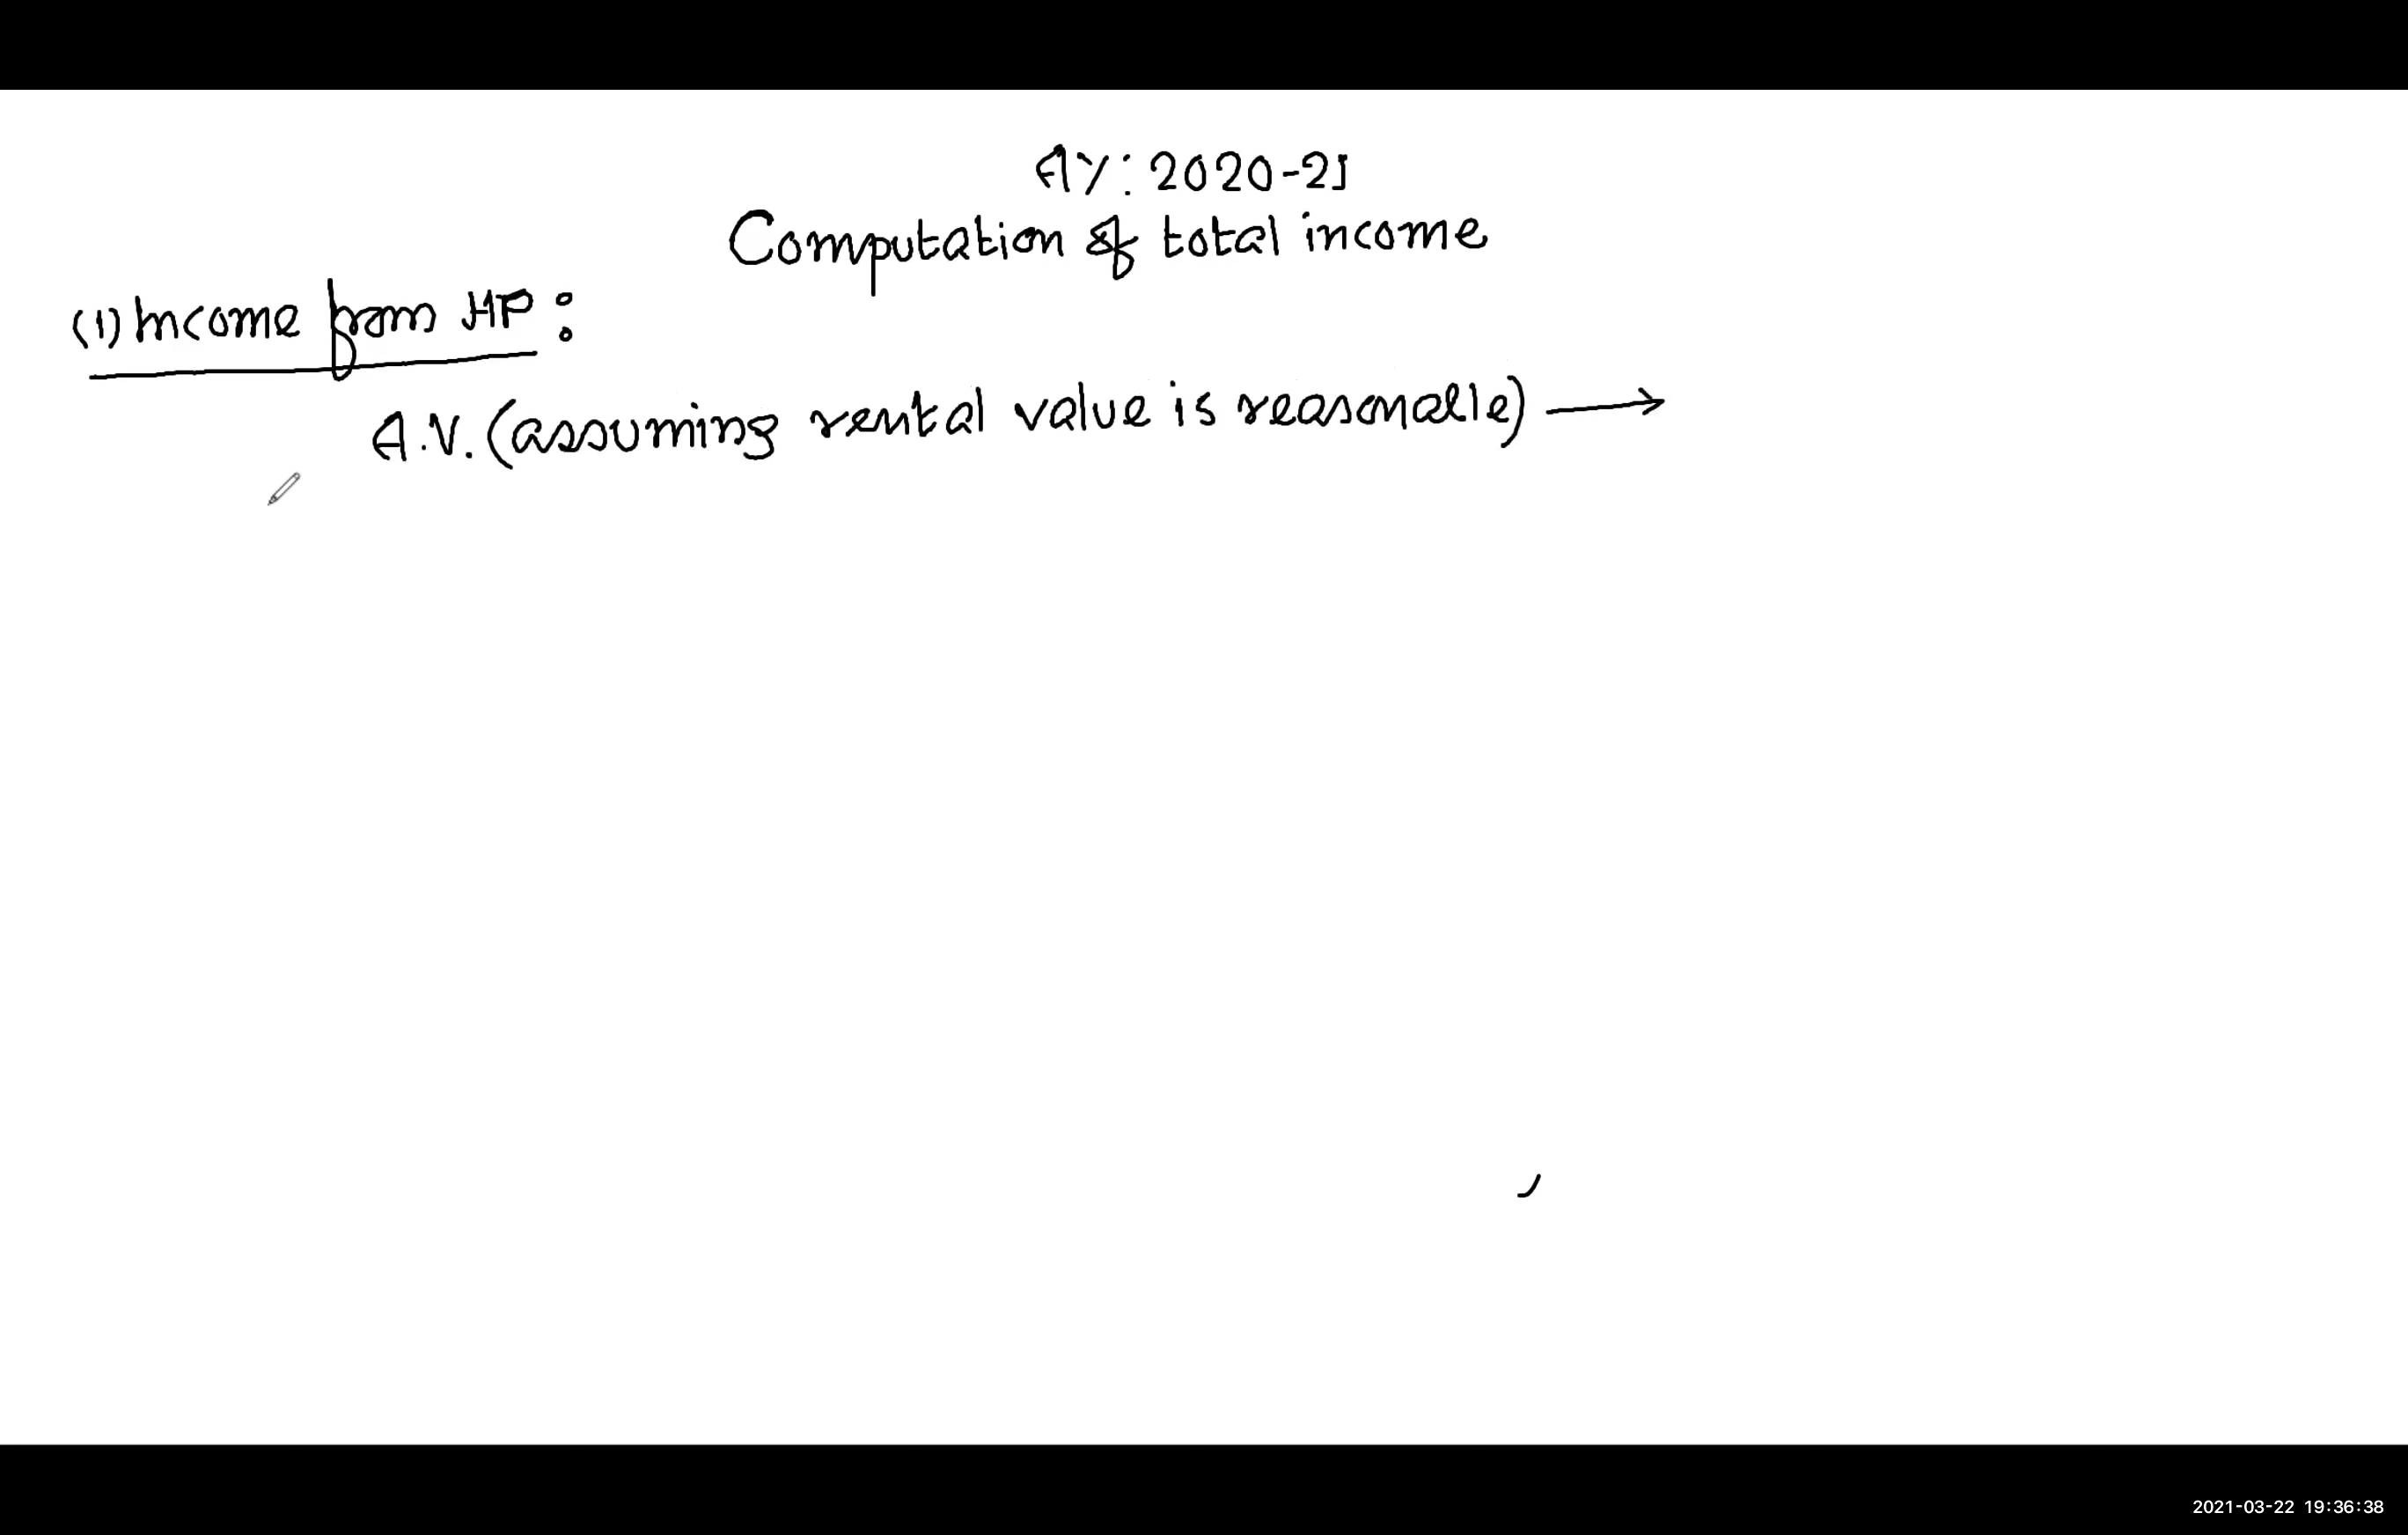 AY: 2020-21
Computation of total income
(1) Income from HP:
A.V. (assuming rental value is reasonable) →
2021-03-22 19:36:38